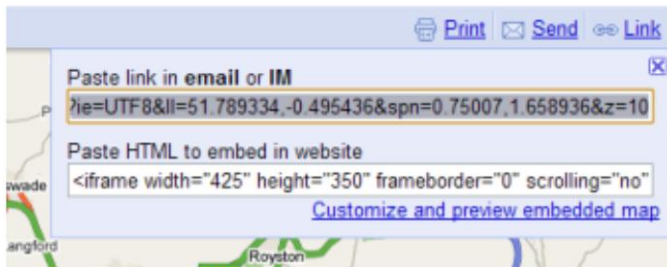 Print Send Link
Paste link in email or IM
?ie=UTF8&ll=51.789334,-0.495436&spn=0.75007,1.658936&z=10
Paste HTML to embed in website
<iframe width="425" height="350" frameborder="0" scrolling="no"
Customize and preview embedded map
swade
angford
Royston